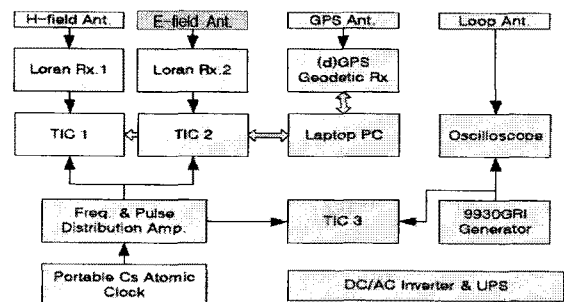 H-field Ant.
E-field Ant.
GPS Ant.
Loop Ant.
Loran Rx.1
Loran Rx.2
(d)GPS
Geodetic Rx
TIC 1
TIC 2
Laptop PC
Oscilloscope
Freq. & Pulse
Distribution Amp.
TIC 3
9930GRI
Generator
Portable Cs Atomic
Clock
DC/AC Inverter & UPS